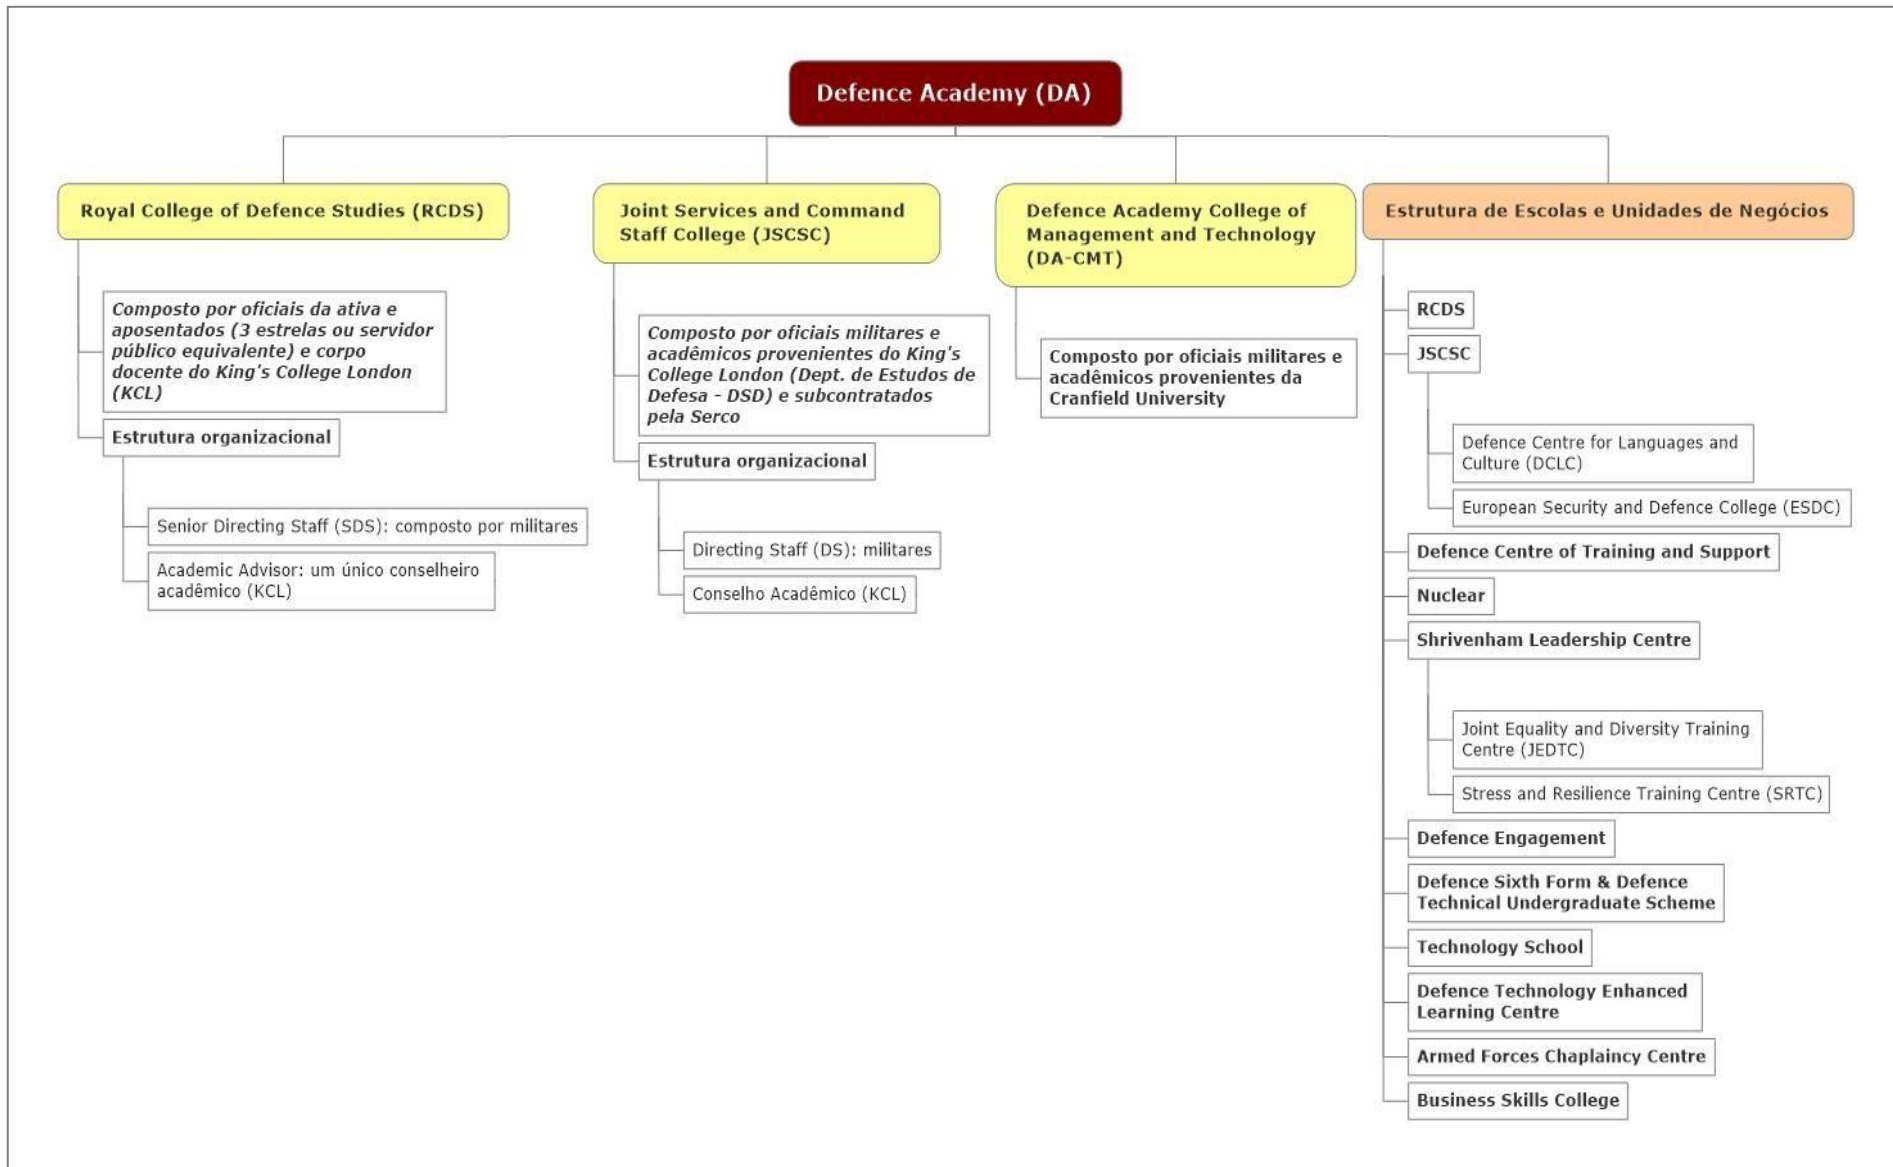 Defence Academy (DA)
Royal College of Defence Studies (RCDS)
Composto por oficiais da ativa e
aposentados (3 estrelas ou servidor
público equivalente) e corpo
docente do King's College London
(KCL)
Estrutura organizacional
Senior Directing Staff (SDS): composto por militares
Academic Advisor: um único conselheiro
acadêmico (KCL)
Joint Services and Command
Staff College (JSCSC)
Composto por oficiais militares e
acadêmicos provenientes do King's
College London (Dept. de Estudos de
Defesa - DSD) e subcontratados
pela Serco
Estrutura organizacional
Directing Staff (DS): militares
Conselho Acadêmico (KCL)
Defence Academy College of
Management and Technology
(DA-CMT)
Composto por oficiais militares e
acadêmicos provenientes da
Cranfield University
Estrutura de Escolas e Unidades de Negócios
RCDS
JSCSC
Defence Centre for Languages and
Culture (DCLC)
European Security and Defence College (ESDC)
Defence Centre of Training and Support
Nuclear
Shrivenham Leadership Centre
Joint Equality and Diversity Training
Centre (JEDTC)
Stress and Resilience Training Centre (SRTC)
Defence Engagement
Defence Sixth Form & Defence
Technical Undergraduate Scheme
Technology School
Defence Technology Enhanced
Learning Centre
Armed Forces Chaplaincy Centre
Business Skills College